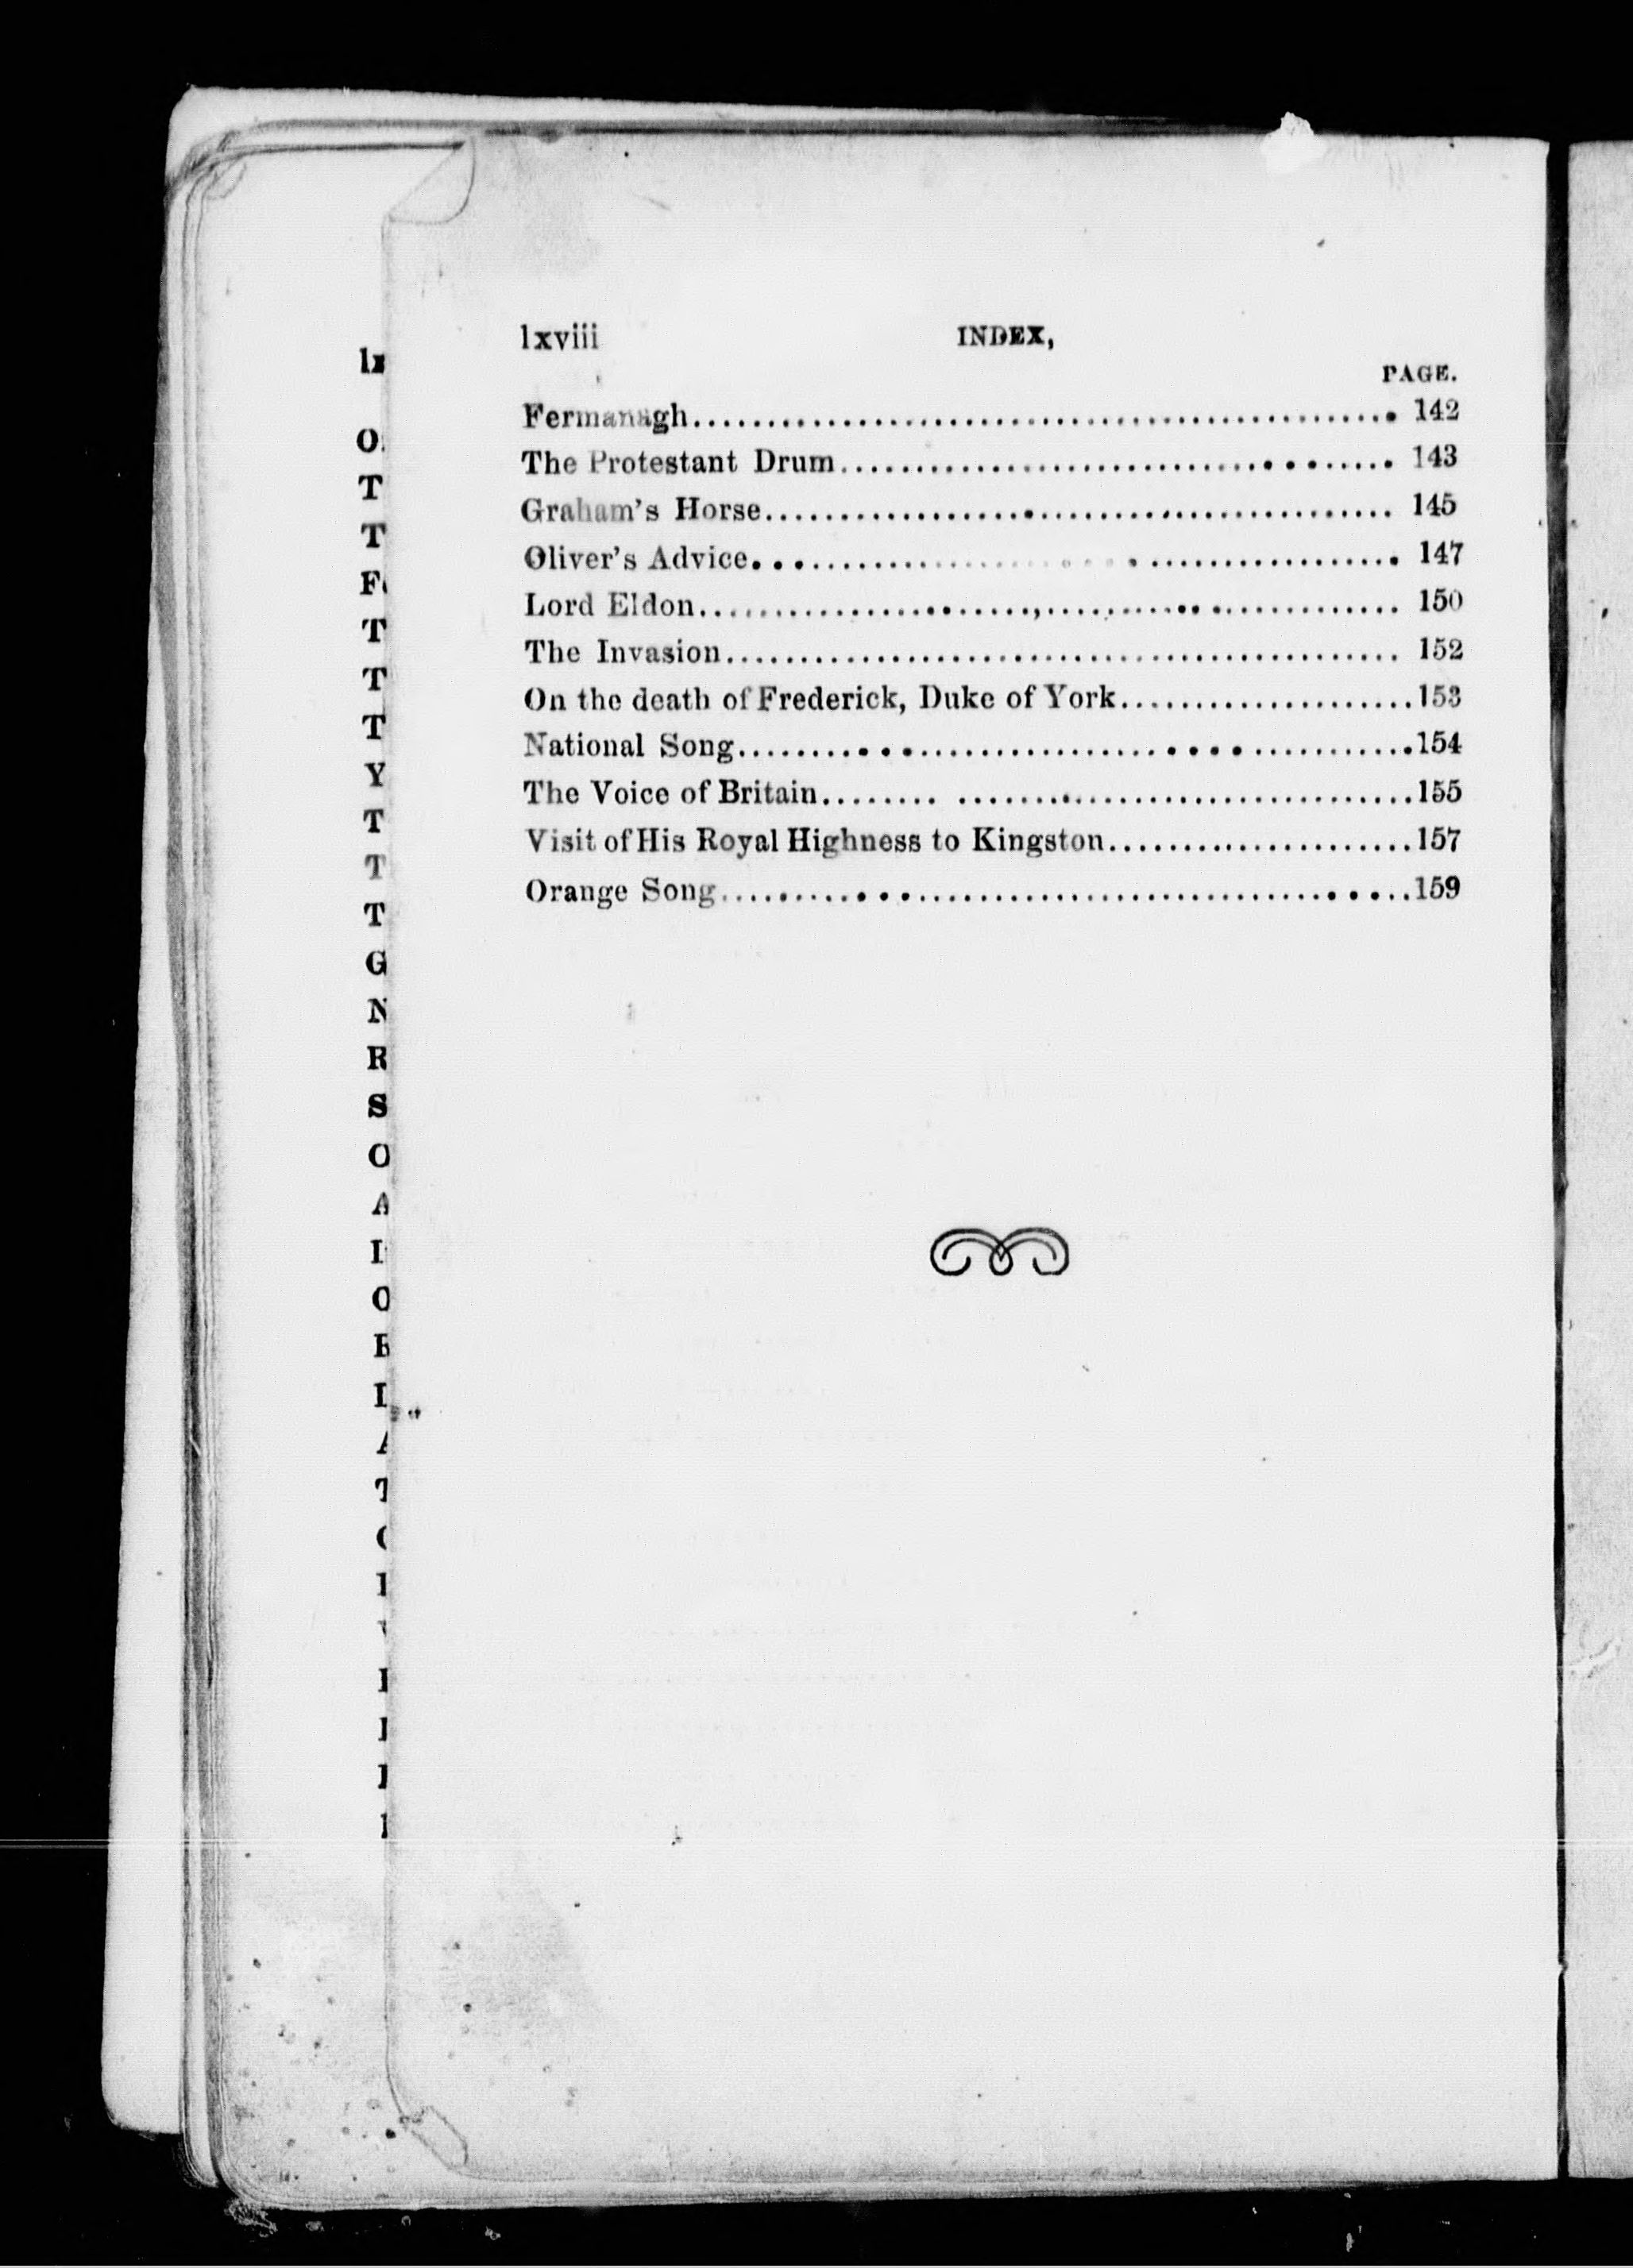 lxviii INDEX,
PAGE.
Fermanagh.................................................. 142
The Protestant Drum...................................... 143
Graham's Horse........................................... 145
Oliver's Advice............................................ 147
Lord Eldon................................................ 150
The Invasion.............................................. 152
On the death of Frederick, Duke of York....................153
National Song..............................................154
The Voice of Britain........ ...............................155
Visit of His Royal Highness to Kingston.....................157
Orange Song...............................................159